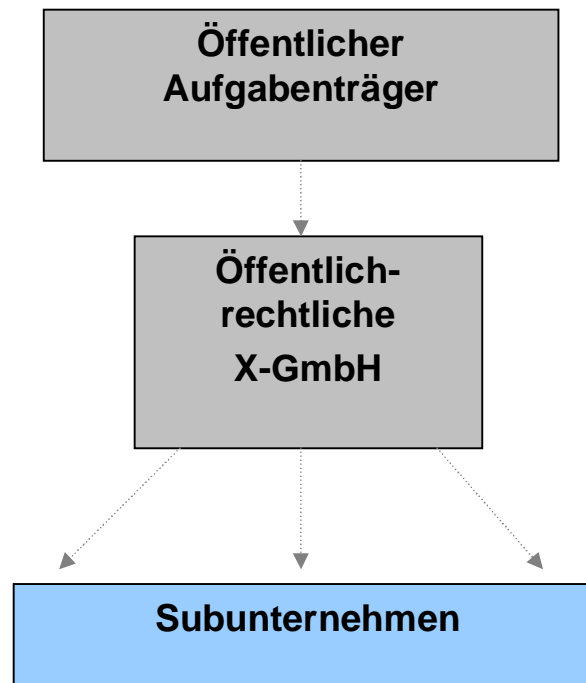 Öffentlicher
Aufgabenträger
Öffentlich-
rechtliche
X-GmbH
Subunternehmen